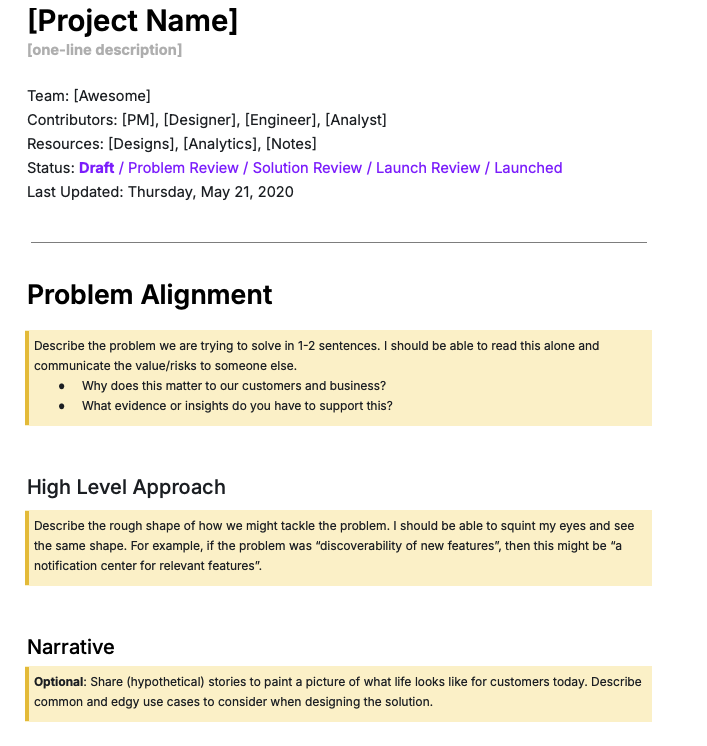 [Project Name]
[one-line description]
Team: [Awesome]
Contributors: [PM], [Designer], [Engineer], [Analyst]
Resources: [Designs], [Analytics], [Notes]
Status: Draft / Problem Review / Solution Review / Launch Review / Launched
Last Updated: Thursday, May 21, 2020
Problem Alignment
Describe the problem we are trying to solve in 1-2 sentences. I should be able to read this alone and
communicate the value/risks to someone else.
● Why does this matter to our customers and business?
● What evidence or insights do you have to support this?
High Level Approach
Describe the rough shape of how we might tackle the problem. I should be able to squint my eyes and see
the same shape. For example, if the problem was “discoverability of new features”, then this might be “a
notification center for relevant features”.
Narrative
Optional: Share (hypothetical) stories to paint a picture of what life looks like for customers today. Describe
common and edgy use cases to consider when designing the solution.